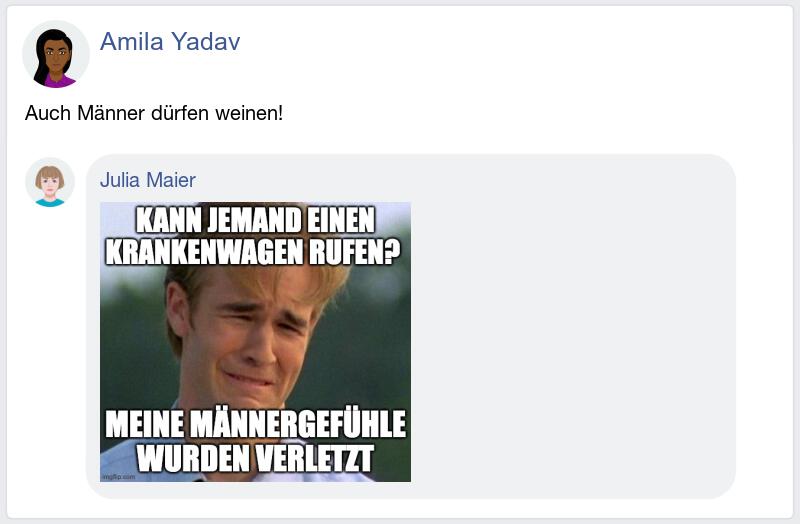 Amila Yadav
Auch Männer dürfen weinen!
Julia Maier
KANN JEMAND EINEN
KRANKENWAGEN RUFEN?
MEINE MÄNNERGEFÜHLE
WURDEN VERLETZT
imgflip.com